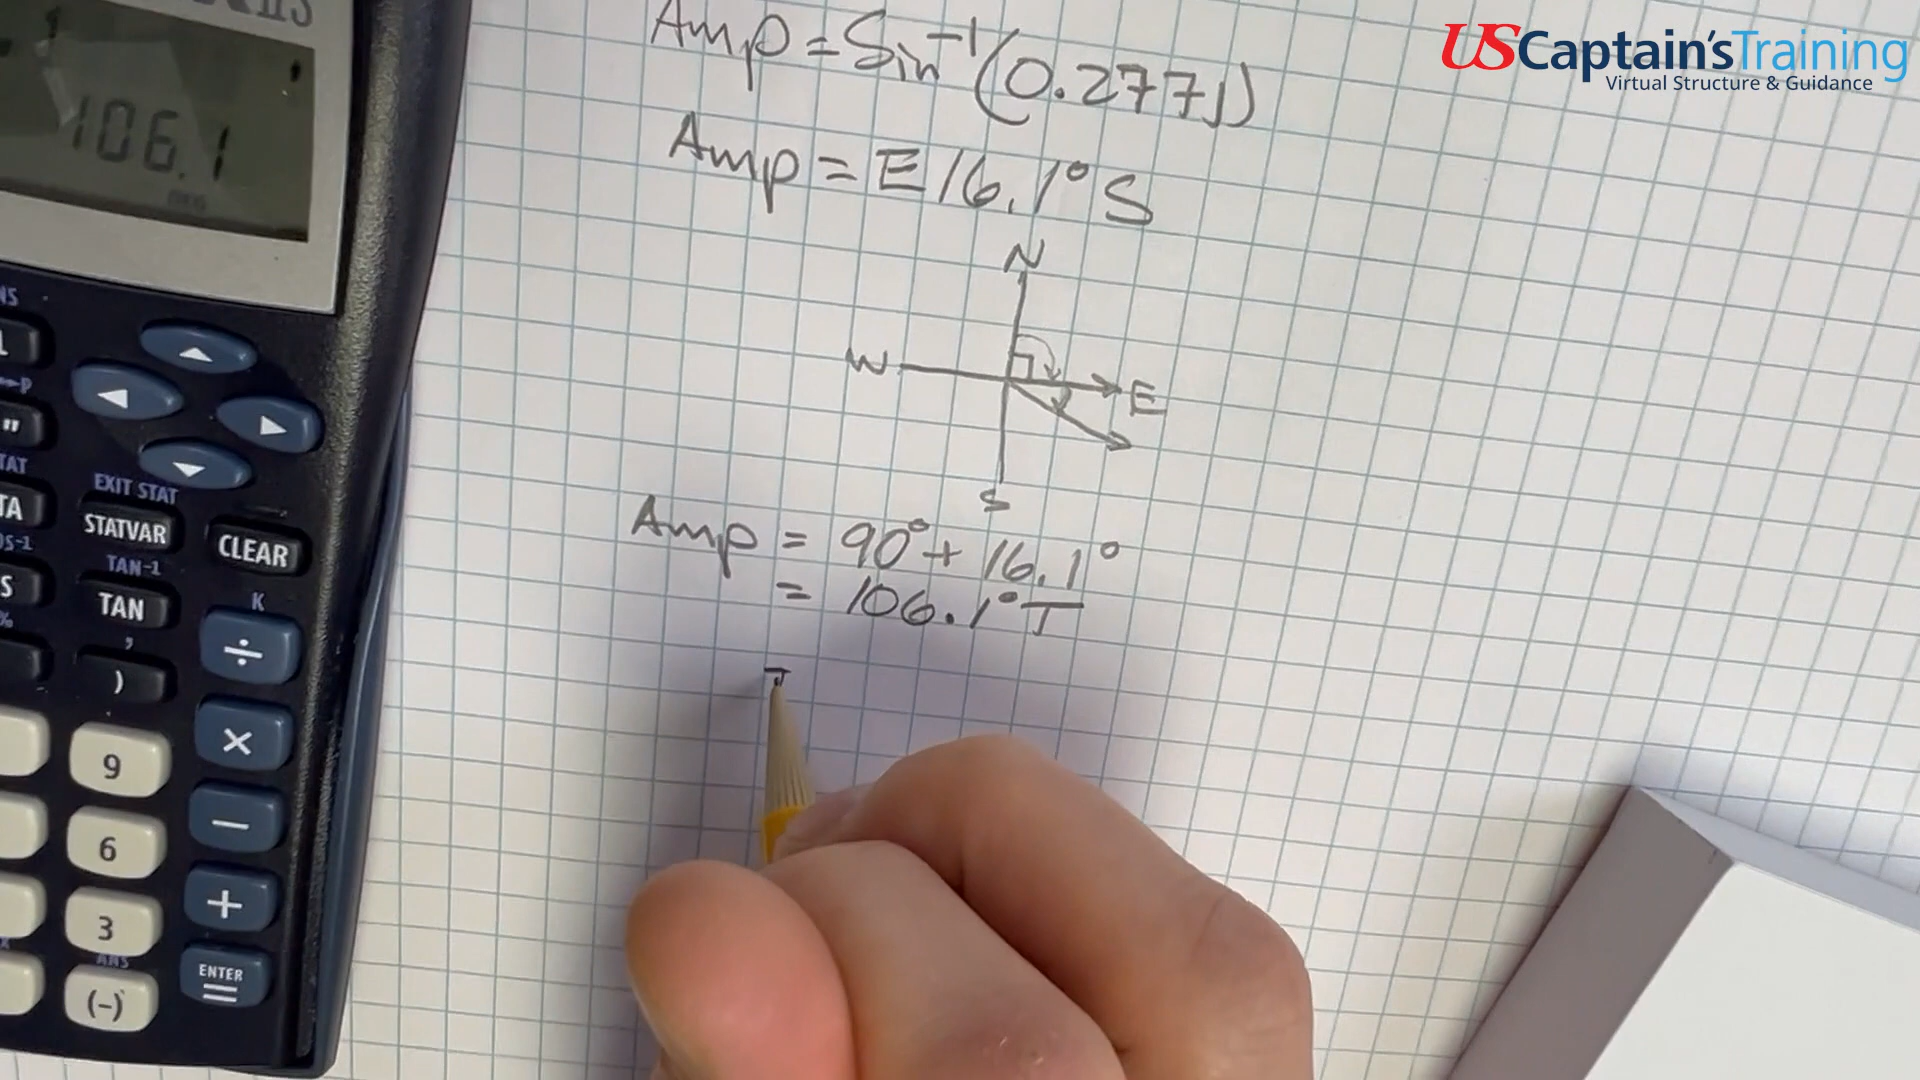 USCaptain'sTraining
Virtual Structure & Guidance
106.1
Amp = Sin⁻¹(0.2771)
Amp = E16.1°S
N
W
E
S
Amp = 90° + 16.1°
= 106.1°T
EXIT STAT
STATVAR
CLEAR
TAN-1
TAN
K
÷
,
)
9
×
6
−
3
+
ANS
(–)
ENTER